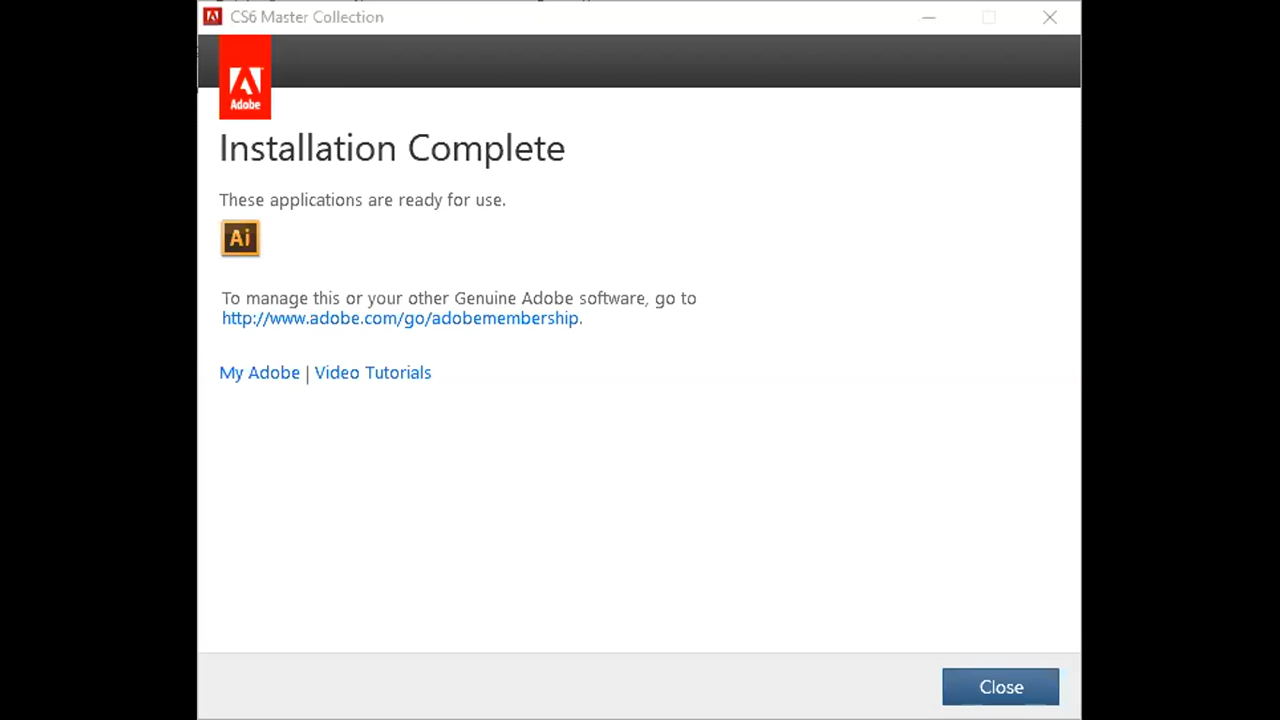 CS6 Master Collection
Adobe
Installation Complete
These applications are ready for use.
Ai
To manage this or your other Genuine Adobe software, go to
http://www.adobe.com/go/adobemembership.
My Adobe | Video Tutorials
Close